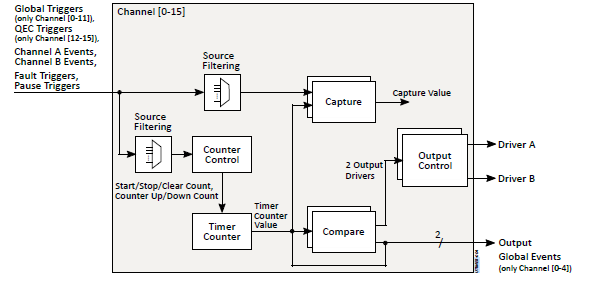 Global Triggers
(only Channel [0-11]),
QEC Triggers
(only Channel [12-15]),
Channel A Events,
Channel B Events,
Fault Triggers,
Pause Triggers
Channel [0-15]
Source
Filtering
Capture
Capture Value
Source
Filtering
Counter
Control
Start/Stop/Clear Count,
Counter Up/Down Count
Timer
Counter
Timer
Counter
Value
Compare
2 Output
Drivers
Output
Control
Driver A
Driver B
2
Output
Global Events
(only Channel [0-4])